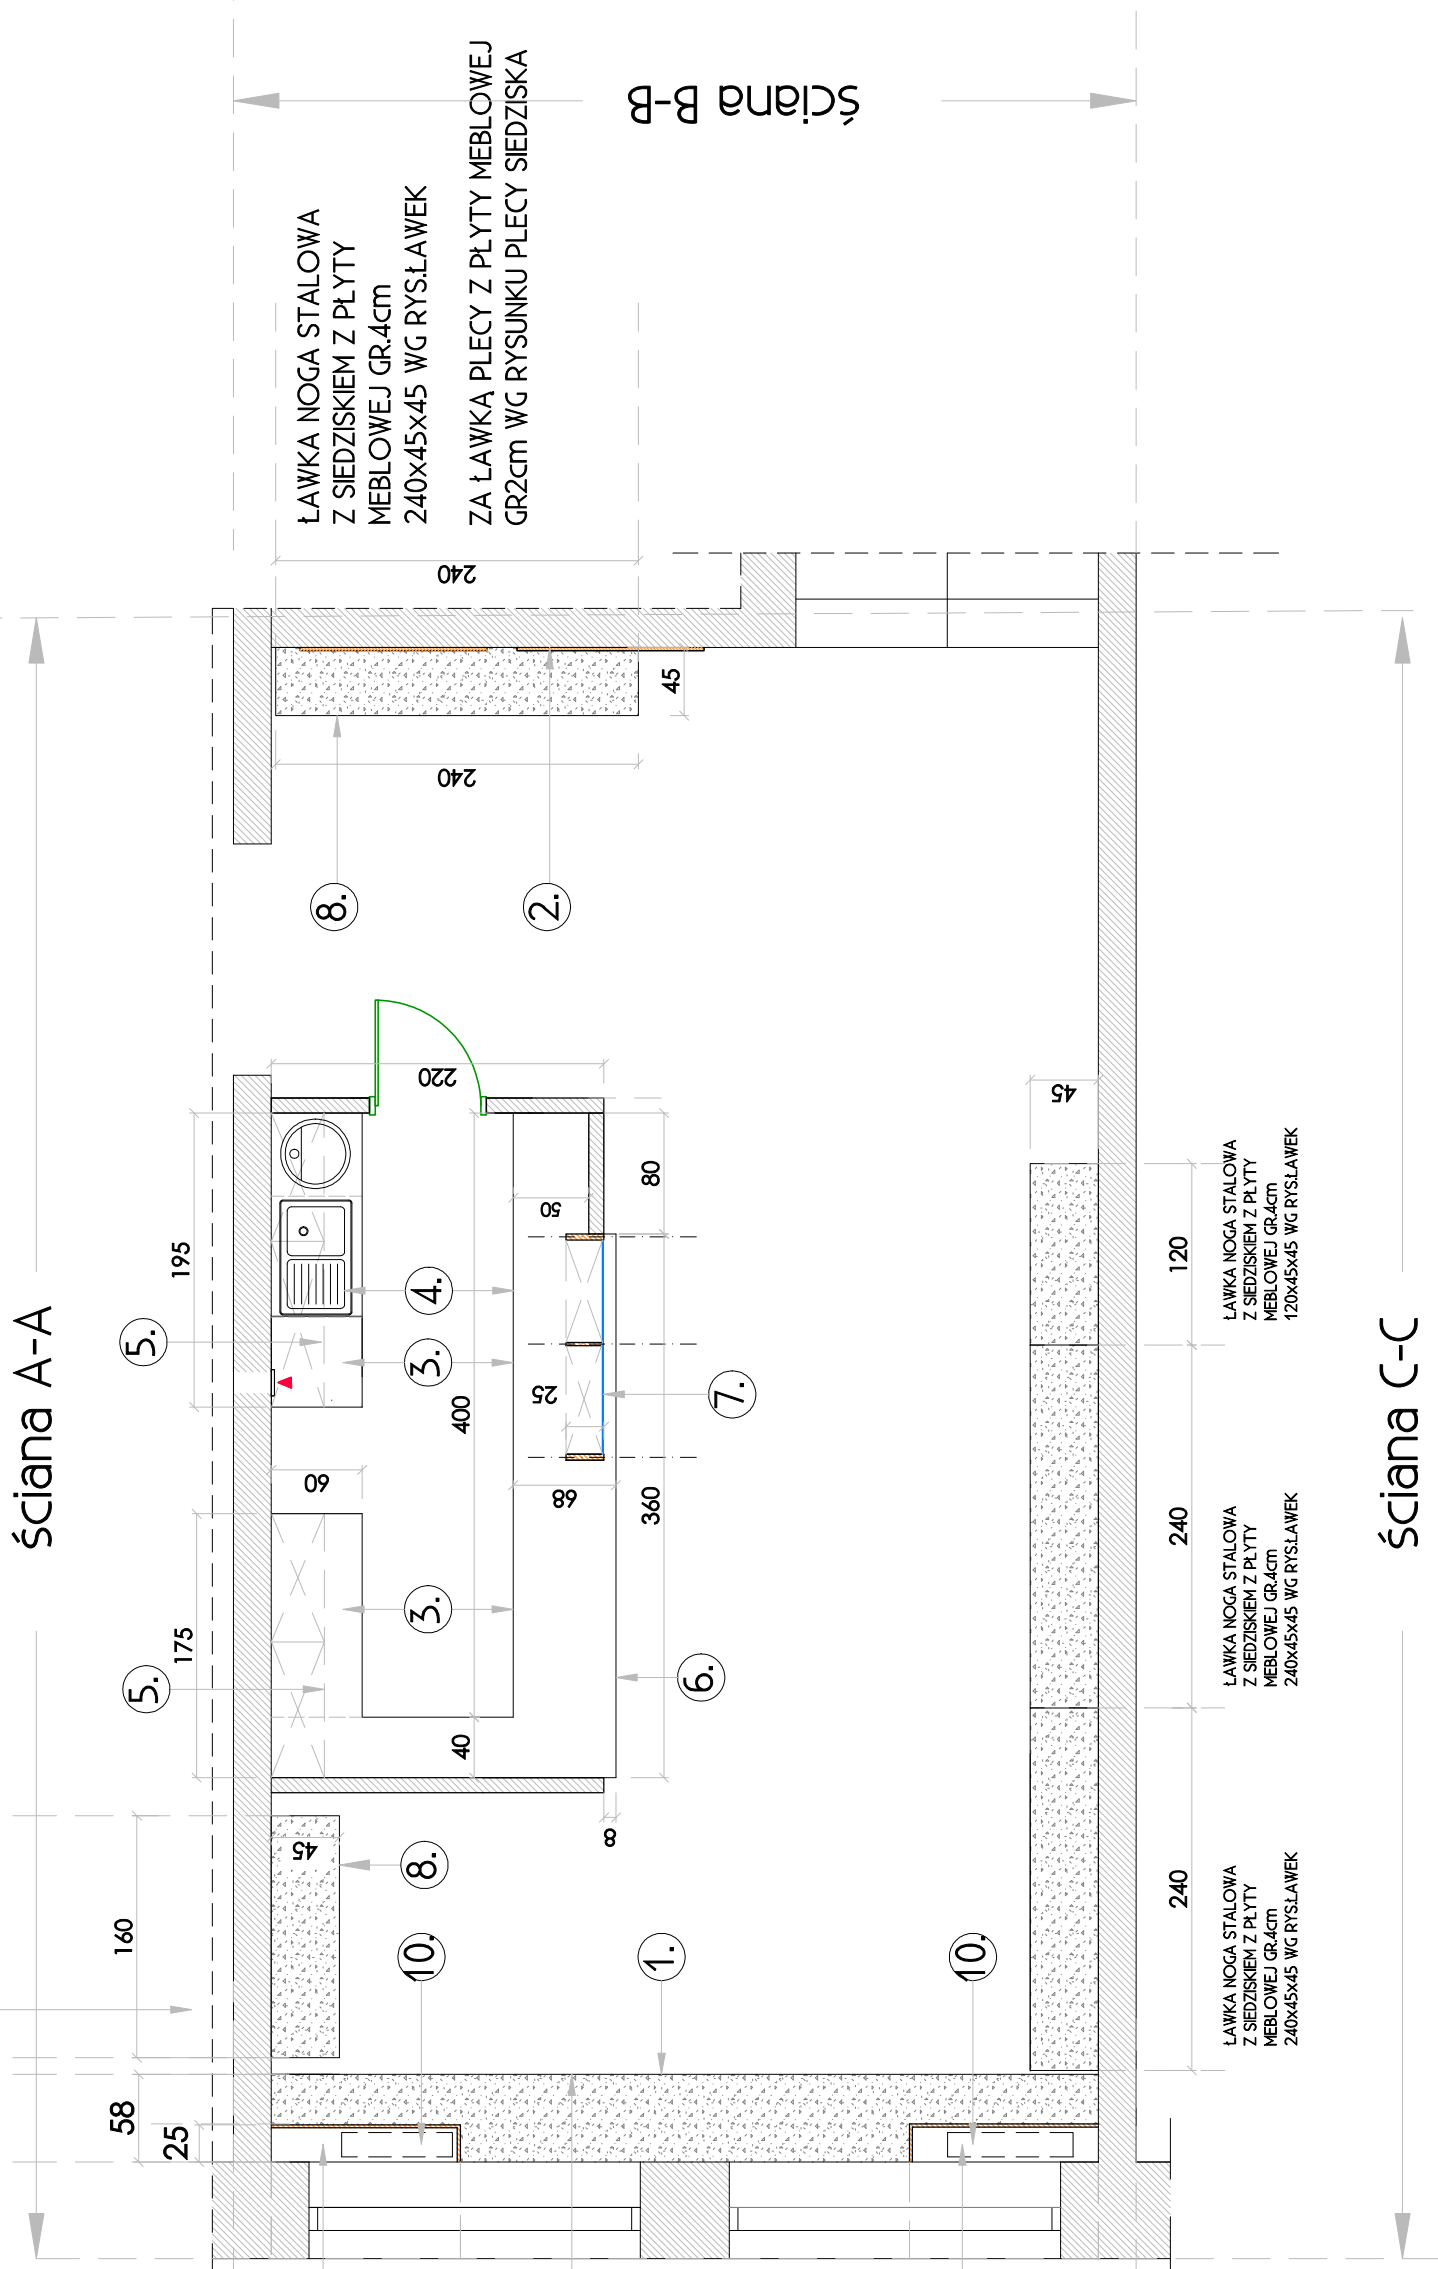 ściana A-A
ściana B-B
ściana C-C
ŁAWKA NOGA STALOWA
Z SIEDZISKIEM Z PŁYTY
MEBLOWEJ GR.4cm
240x45x45 WG RYS.ŁAWEK
ZA ŁAWKĄ PLECY Z PŁYTY MEBLOWEJ
GR2cm WG RYSUNKU PLECY SIEDZISKA
240
240
45
8.
2.
220
195
5.
4.
3.
400
50
80
25
7.
60
68
360
175
5.
3.
40
6.
8
160
45
8.
10.
1.
10.
58
25
45
120
240
240
ŁAWKA NOGA STALOWA
Z SIEDZISKIEM Z PŁYTY
MEBLOWEJ GR.4cm
240x45x45 WG RYS.ŁAWEK
ŁAWKA NOGA STALOWA
Z SIEDZISKIEM Z PŁYTY
MEBLOWEJ GR.4cm
240x45x45 WG RYS.ŁAWEK
ŁAWKA NOGA STALOWA
Z SIEDZISKIEM Z PŁYTY
MEBLOWEJ GR.4cm
120x45x45 WG RYS.ŁAWEK